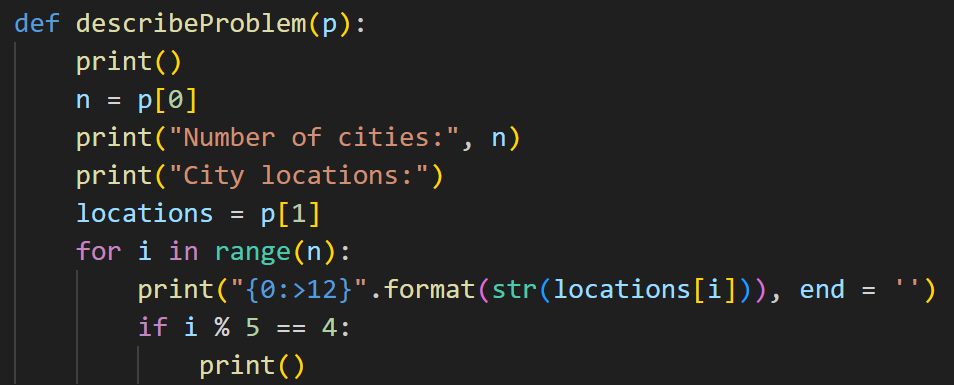 def describeProblem(p):
    print()
    n = p[0]
    print("Number of cities:", n)
    print("City locations:")
    locations = p[1]
    for i in range(n):
        print("{0:>12}".format(str(locations[i])), end = '')
        if i % 5 == 4:
            print()